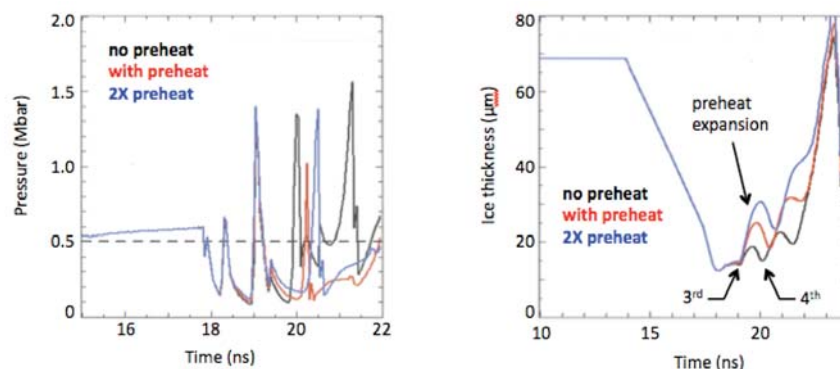 2.0
1.5
1.0
0.5
0
16
18
20
22
Pressure (Mbar)
Time (ns)
no preheat
with preheat
2X preheat
80
60
40
20
0
10
15
20
Ice thickness (μm)
Time (ns)
preheat
expansion
no preheat
with preheat
2X preheat
3rd
4th